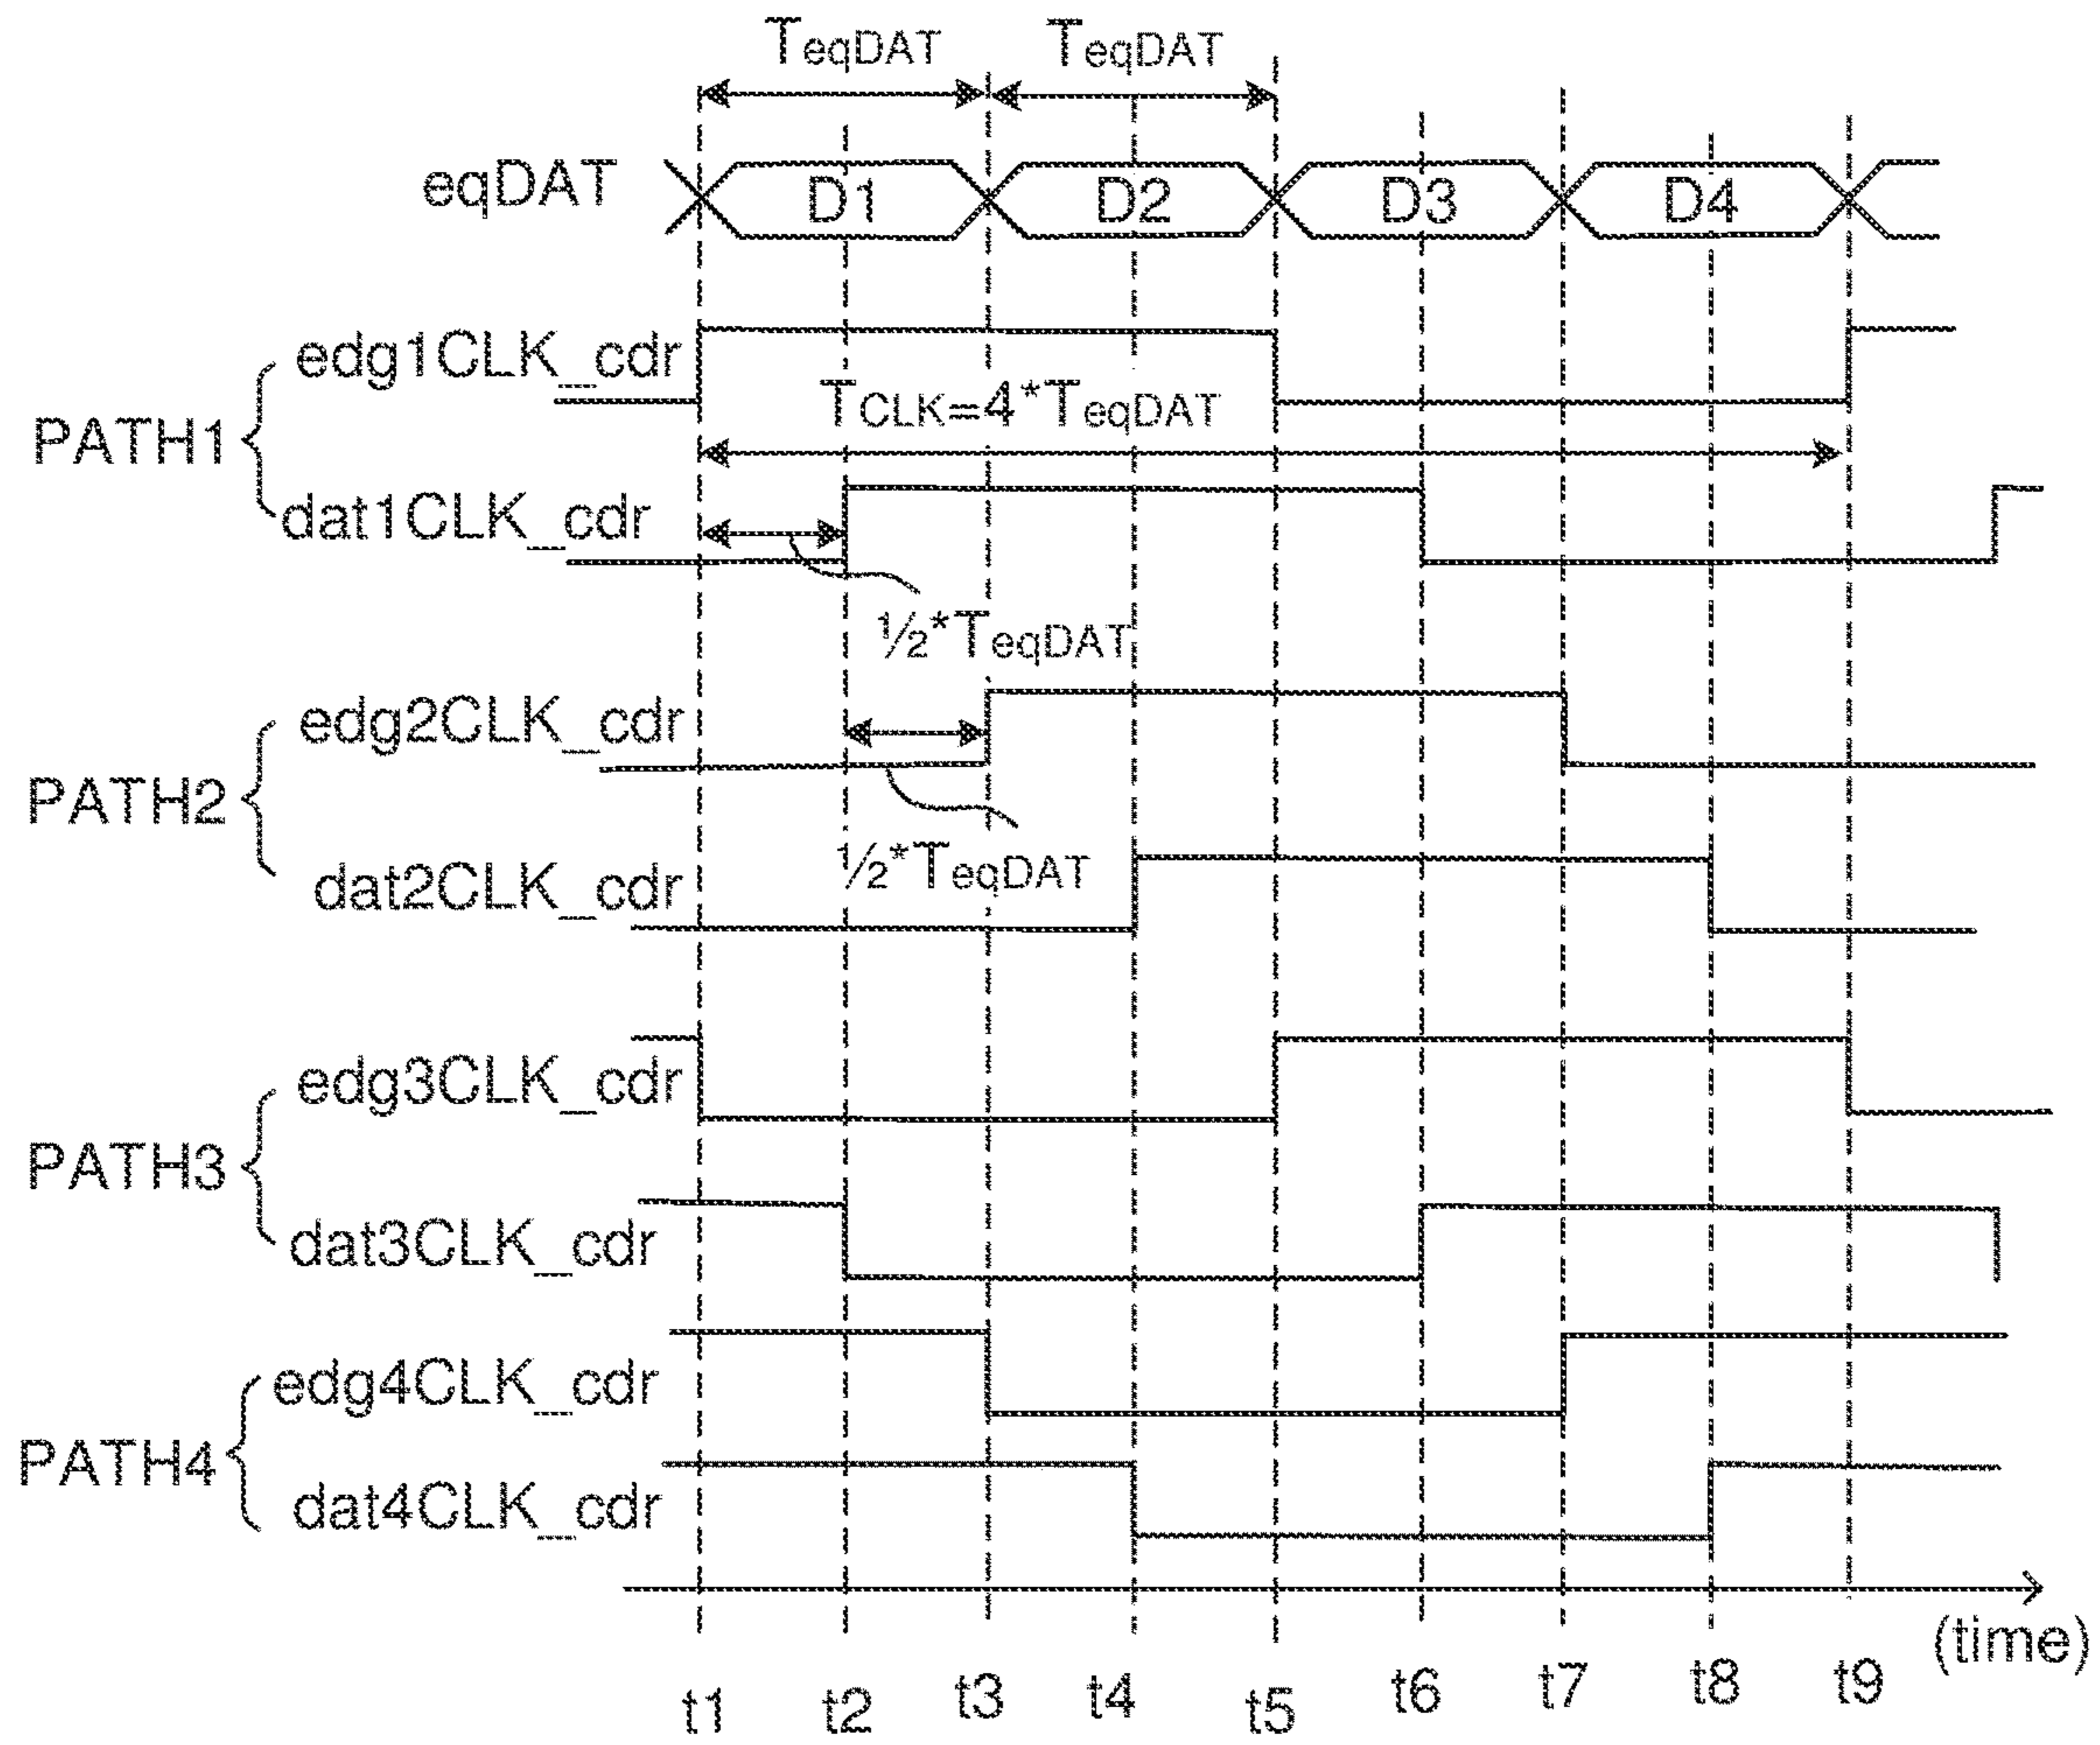 TeqDAT TeqDAT
eqDAT D1 D2 D3 D4
edg1CLK_cdr
TCLK=4*TeqDAT
PATH1
dat1CLK_cdr
½*TeqDAT
edg2CLK_cdr
PATH2
½*TeqDAT
dat2CLK_cdr
edg3CLK_cdr
PATH3
dat3CLK_cdr
edg4CLK_cdr
PATH4
dat4CLK_cdr
(time)
t1 t2 t3 t4 t5 t6 t7 t8 t9